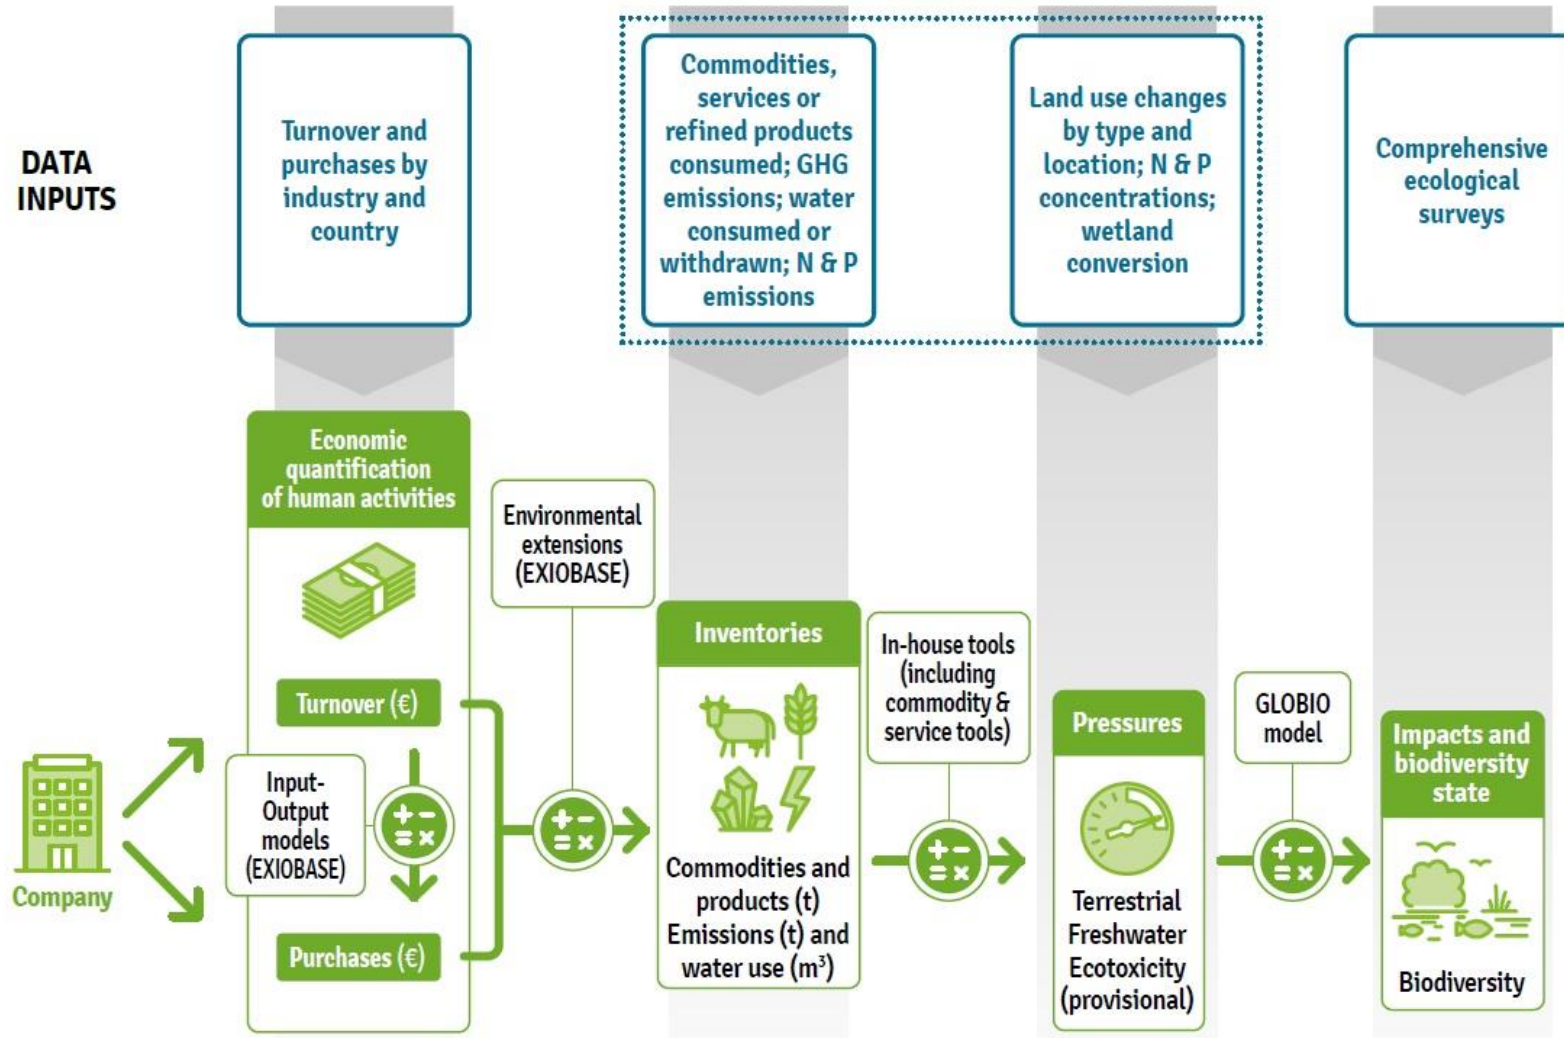 DATA
INPUTS
Turnover and
purchases by
industry and
country
Commodities,
services or
refined products
consumed; GHG
emissions; water
consumed or
withdrawn; N & P
emissions
Land use changes
by type and
location; N & P
concentrations;
wetland
conversion
Comprehensive
ecological
surveys
Economic
quantification
of human activities
Turnover (€)
Input-
Output
models
(EXIOBASE)
Purchases (€)
Company
Environmental
extensions
(EXIOBASE)
Inventories
Commodities and
products (t)
Emissions (t) and
water use (m³)
In-house tools
(including
commodity &
service tools)
Pressures
Terrestrial
Freshwater
Ecotoxicity
(provisional)
GLOBIO
model
Impacts and
biodiversity
state
Biodiversity